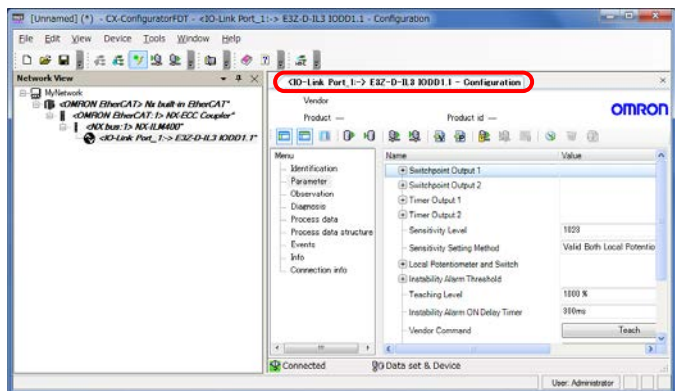 [Unnamed] (*) - CX-ConfiguratorFDT - <IO-Link Port_1:-> E3Z-D-IL3 IODD1.1 - Configuration
File Edit View Device Tools Window Help
Network View
MyNetwork
<OMRON EtherCAT> Nx built-in EtherCAT"
<OMRON EtherCAT:1> NX-ECC Coupler"
<NX bus:1> NX-ILM400"
<IO-Link Port_1:-> E3Z-D-IL3 IODD1.1"
<IO-Link Port_1:-> E3Z-D-IL3 IODD1.1 - Configuration
Vendor
Product — Product id —
OMRON
Menu
Identification
Parameter
Observation
Diagnosis
Process data
Process data structure
Events
Info
Connection info
Name Value
Switchpoint Output 1
Switchpoint Output 2
Timer Output 1
Timer Output 2
Sensitivity Level 1023
Sensitivity Setting Method Valid Both Local Potentio
Local Potentiometer and Switch
Instability Alarm Threshold
Teaching Level 1000 %
Instability Alarm ON Delay Timer 300ms
Vendor Command Teach
Connected Data set & Device
User: Administrator